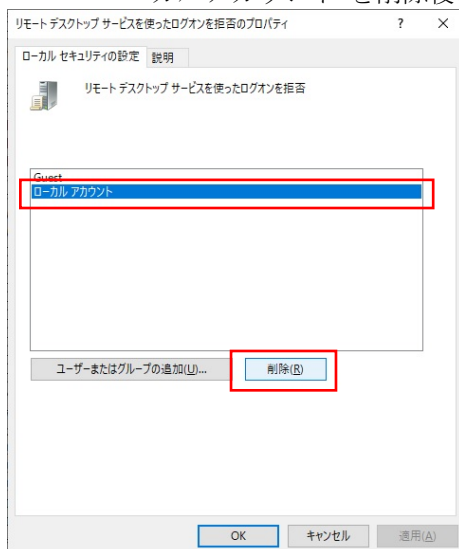 を削除後
リモート デスクトップ サービスを使ったログオンを拒否のプロパティ ? ×
ローカル セキュリティの設定 説明
リモート デスクトップ サービスを使ったログオンを拒否
Guest
ローカル アカウント
ユーザーまたはグループの追加(U)... 削除(R)
OK キャンセル 適用(A)